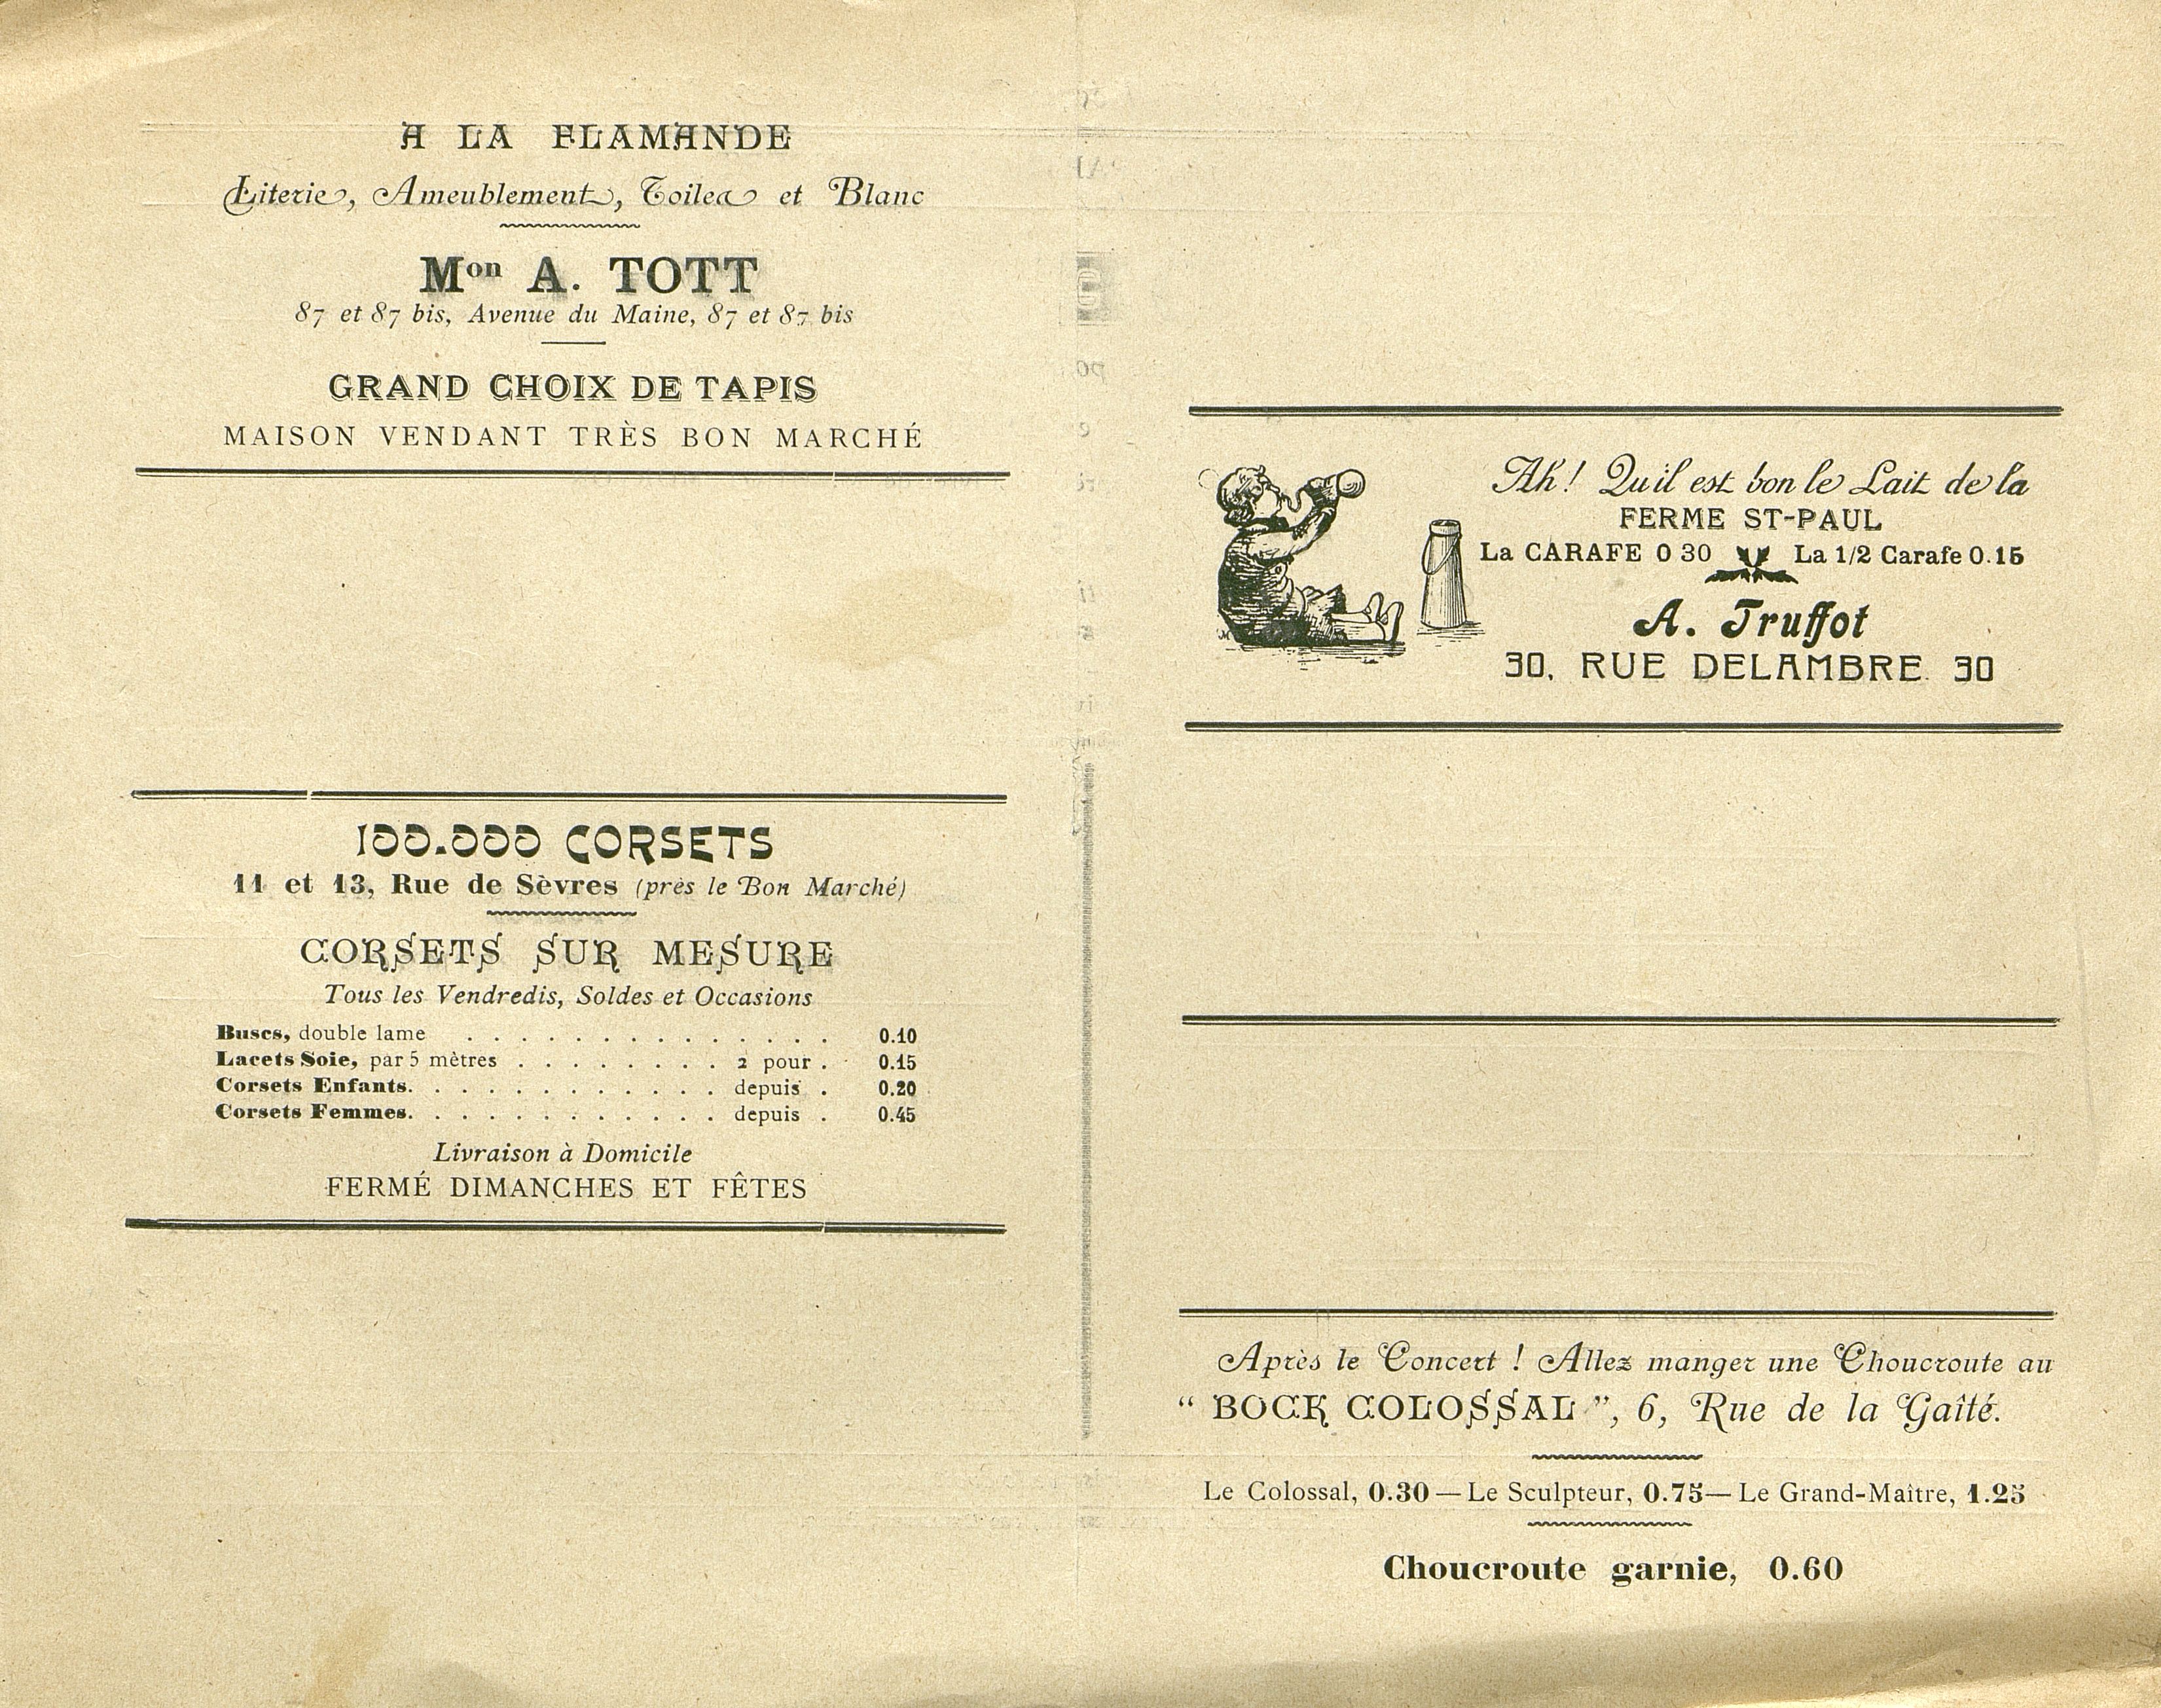 A LA FLAMANDE
Literie, Ameublement, Toiles et Blanc
Mon A. TOTT
87 et 87 bis, Avenue du Maine, 87 et 87 bis
GRAND CHOIX DE TAPIS
MAISON VENDANT TRÈS BON MARCHÉ
100.000 CORSETS
11 et 13, Rue de Sèvres (près le Bon Marché)
CORSETS SUR MESURE
Tous les Vendredis, Soldes et Occasions
Buscs, double lame . . . . . . . . . . . . . . 0.10
Lacets Soie, par 5 mètres . . . . . . . . 2 pour . 0.15
Corsets Enfants. . . . . . . . . . . . depuis . 0.20
Corsets Femmes. . . . . . . . . . . . depuis . 0.45
Livraison à Domicile
FERMÉ DIMANCHES ET FÊTES
Ah! Qu'il est bon le Lait de la
FERME ST-PAUL
La CARAFE 0 30 La 1/2 Carafe 0.15
A. Truffot
30, RUE DELAMBRE. 30
Après le Concert ! Allez manger une Choucroute au
“ BOCK COLOSSAL ”, 6, Rue de la Gaîté.
Le Colossal, 0.30 — Le Sculpteur, 0.75 — Le Grand-Maître, 1.25
Choucroute garnie, 0.60